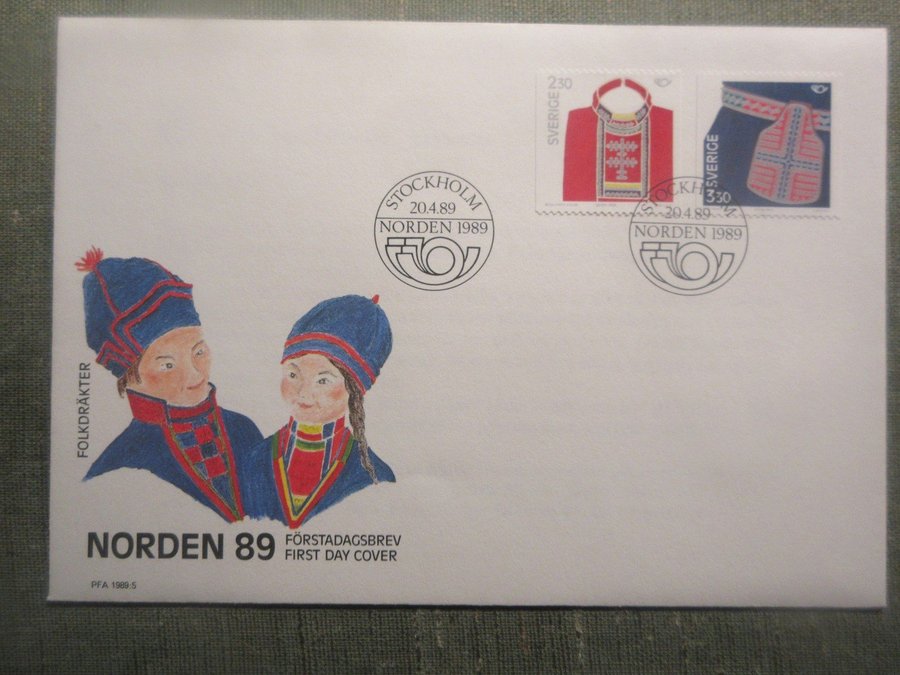 2.30
SVERIGE
SVERIGE
3.30
STOCKHOLM
20.4.89
NORDEN 1989
STOCKHOLM
20.4.89
NORDEN 1989
FOLKDRÄKTER
NORDEN 89
FÖRSTADAGSBREV
FIRST DAY COVER
PFA 1989:5